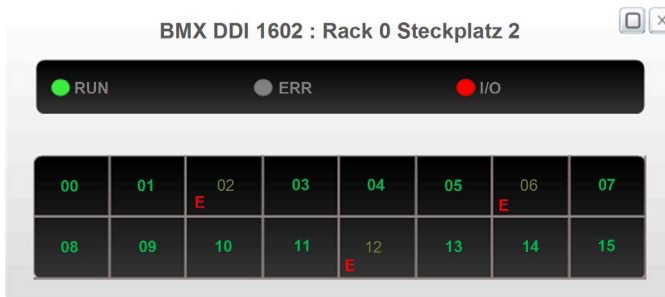 BMX DDI 1602 : Rack 0 Steckplatz 2
RUN ERR I/O
00 01 E 02 03 04 05 E 06 07
08 09 10 11 E 12 13 14 15